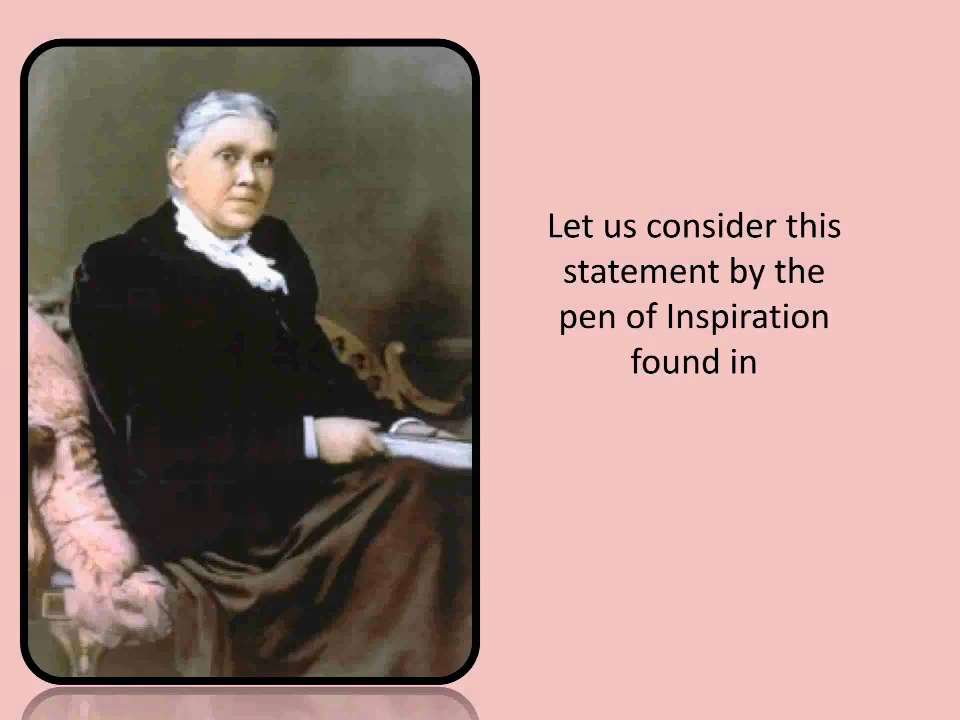 Let us consider this
statement by the
pen of Inspiration
found in